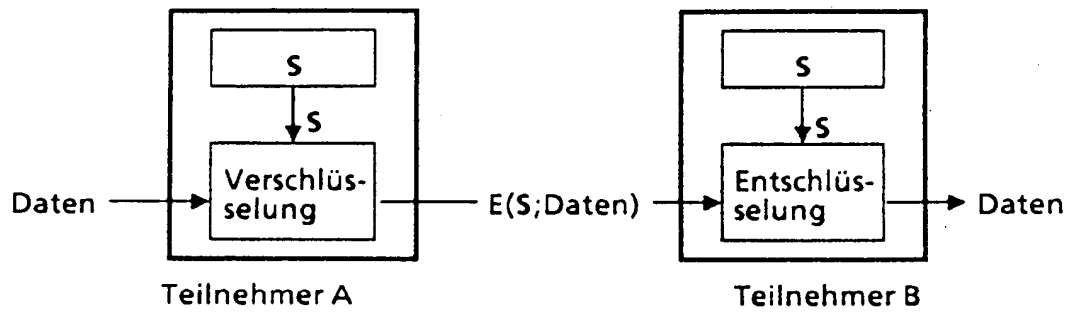 S
S
Verschlüs-
selung
Daten
E(S;Daten)
S
S
Entschlüs-
selung
Daten
Teilnehmer A
Teilnehmer B